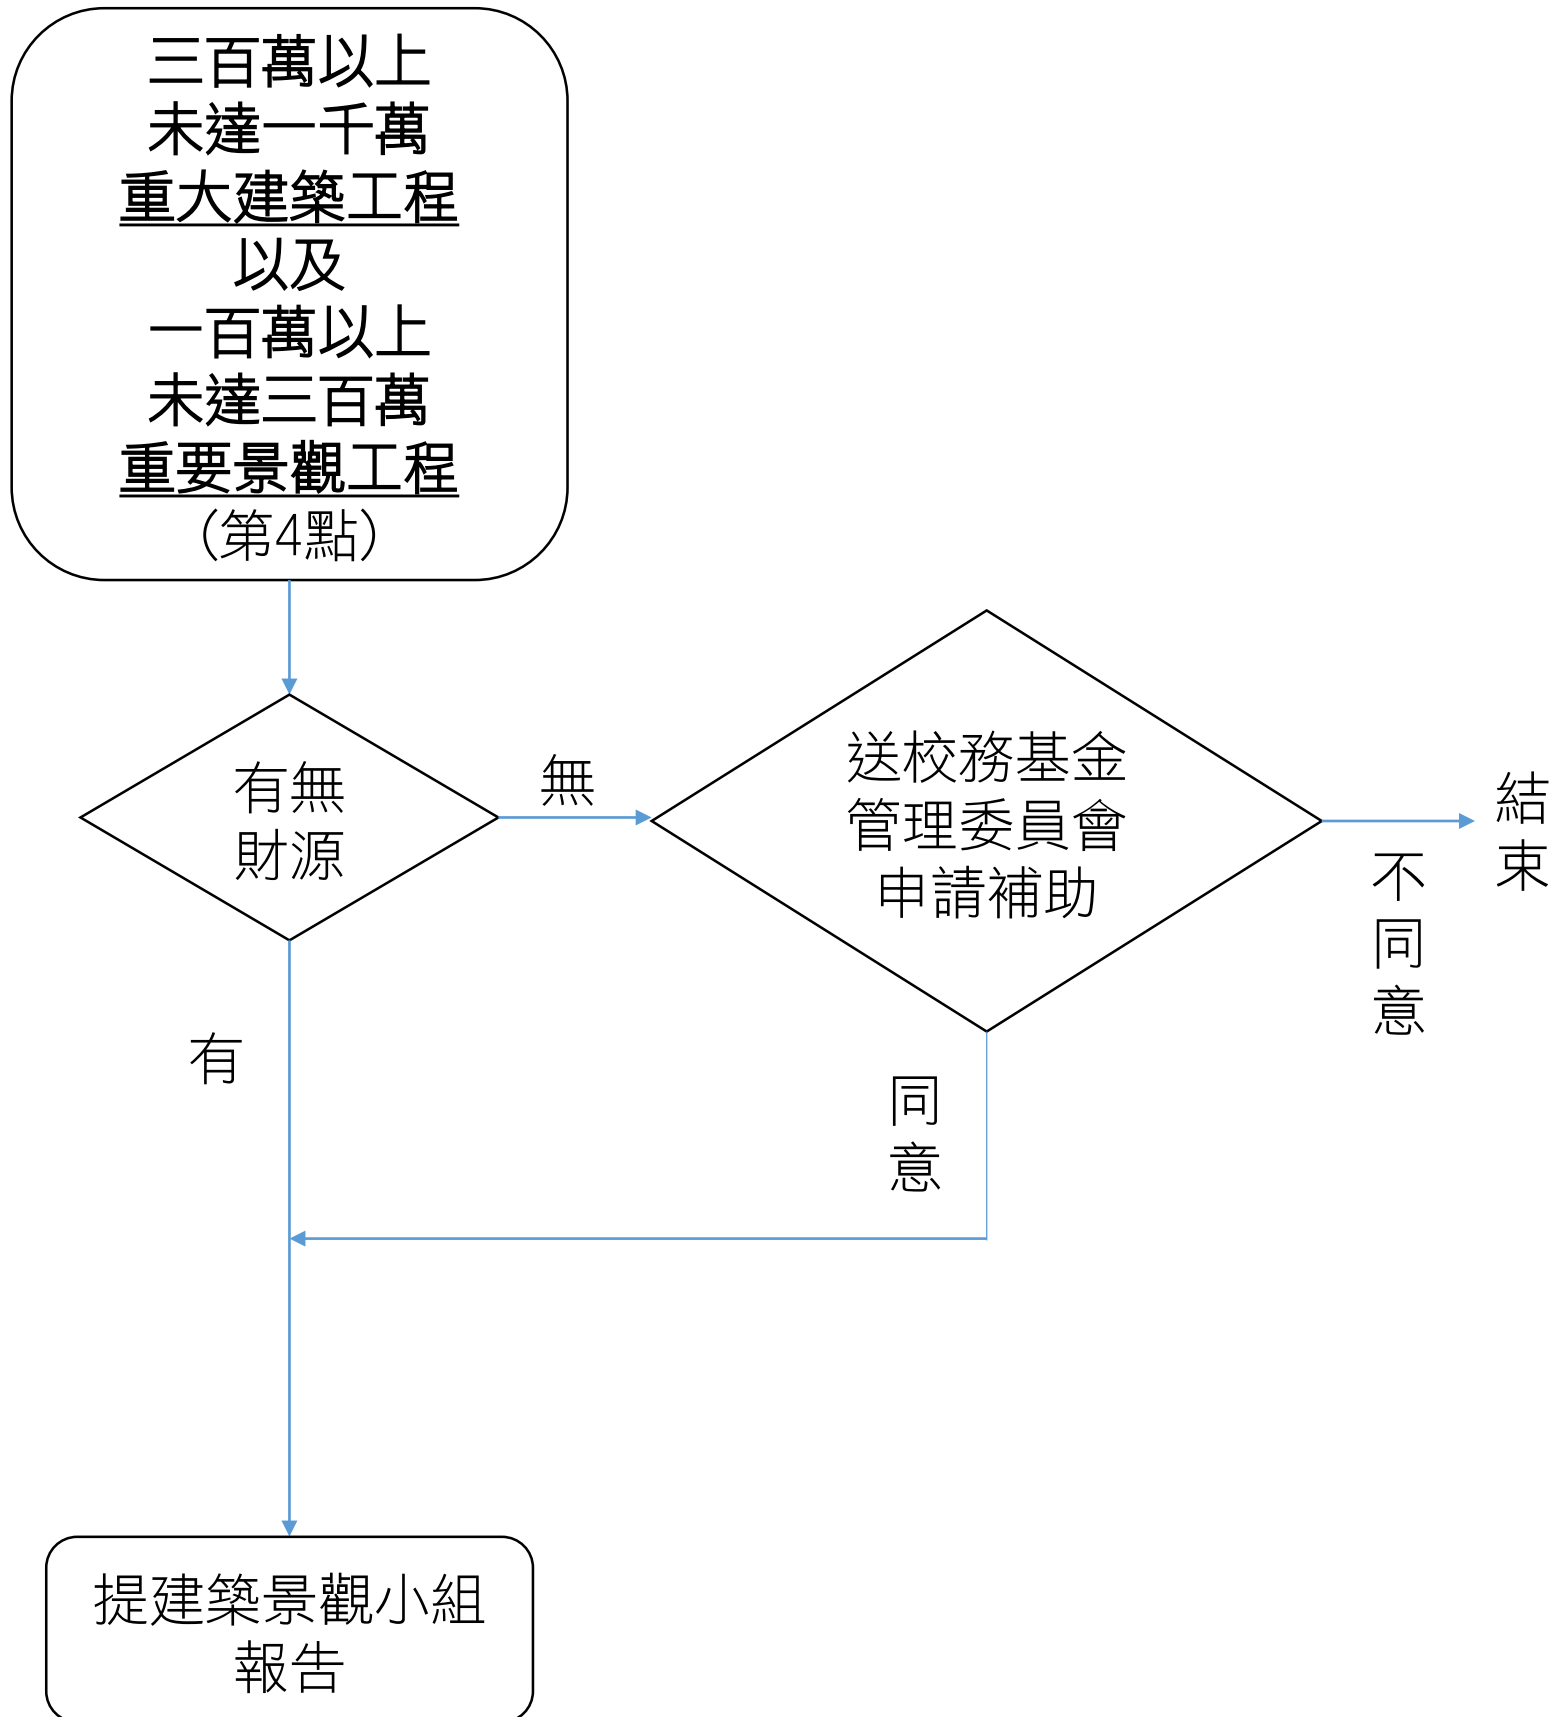 三百萬以上
未達一千萬
重大建築工程
以及
一百萬以上
未達三百萬
重要景觀工程
(第4點)
有無
財源
無
送校務基金
管理委員會
申請補助
結
束
不
同
意
有
同
意
提建築景觀小組
報告